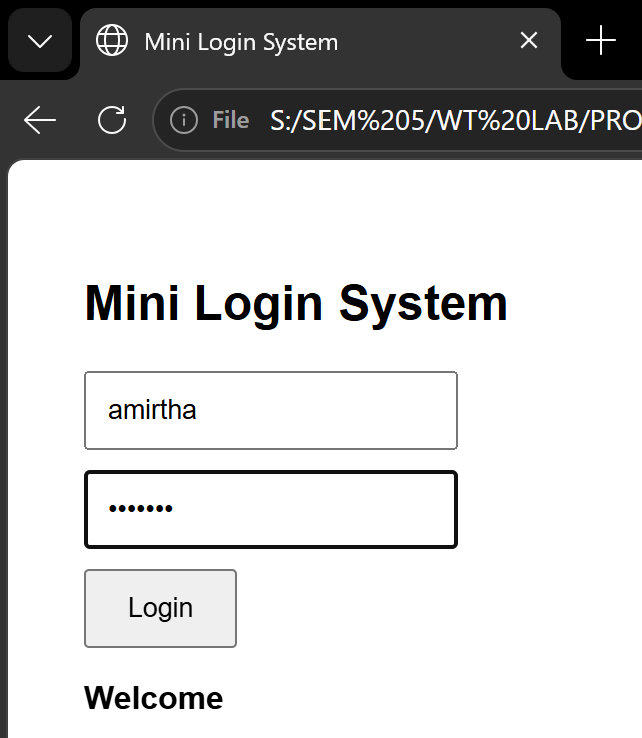 Mini Login System
File S:/SEM%205/WT%20LAB/PRO
Mini Login System
amirtha
•••••••
Login
Welcome